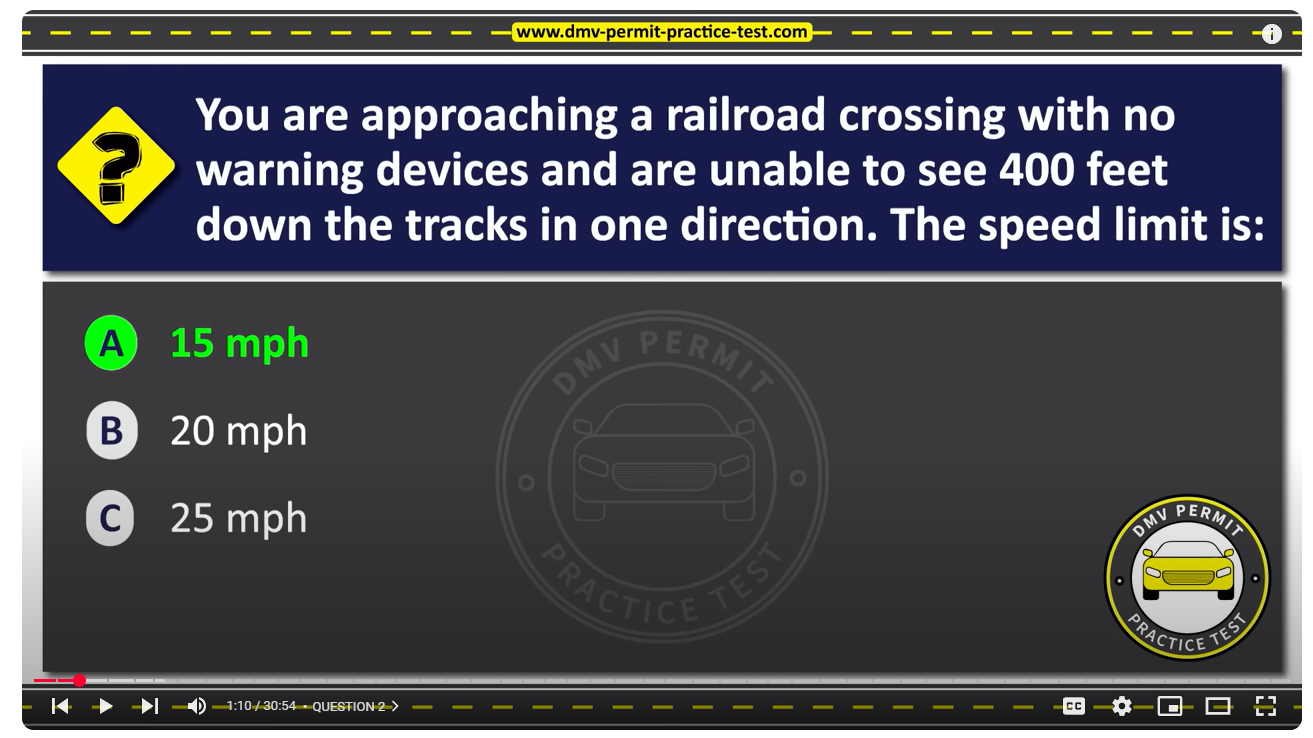 www.dmv-permit-practice-test.com
i
?
You are approaching a railroad crossing with no
warning devices and are unable to see 400 feet
down the tracks in one direction. The speed limit is:
A 15 mph
B 20 mph
C 25 mph
DMV PERMIT
PRACTICE TEST
DMV PERMIT
PRACTICE TEST
1:10 / 30:54 • QUESTION 2 >
CC